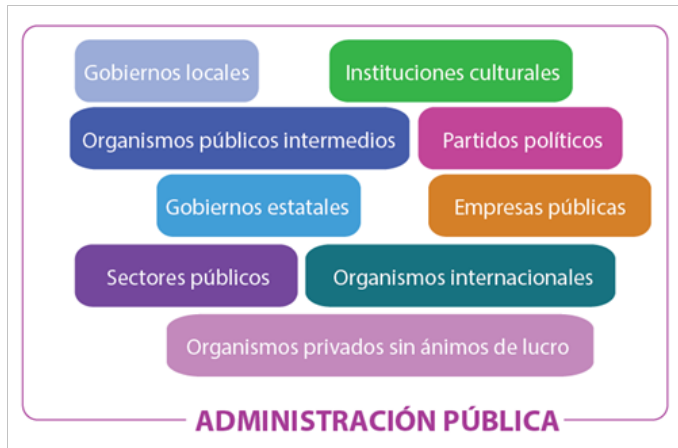 Gobiernos locales
Instituciones culturales
Organismos públicos intermedios
Partidos políticos
Gobiernos estatales
Empresas públicas
Sectores públicos
Organismos internacionales
Organismos privados sin ánimos de lucro
ADMINISTRACIÓN PÚBLICA